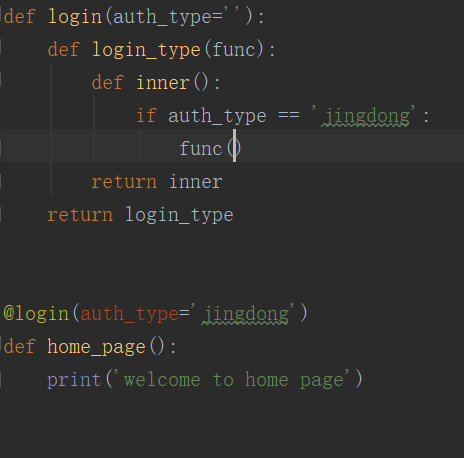 def login(auth_type=''):
    def login_type(func):
        def inner():
            if auth_type == 'jingdong':
                func()
        return inner
    return login_type
@login(auth_type='jingdong')
def home_page():
    print('welcome to home page')